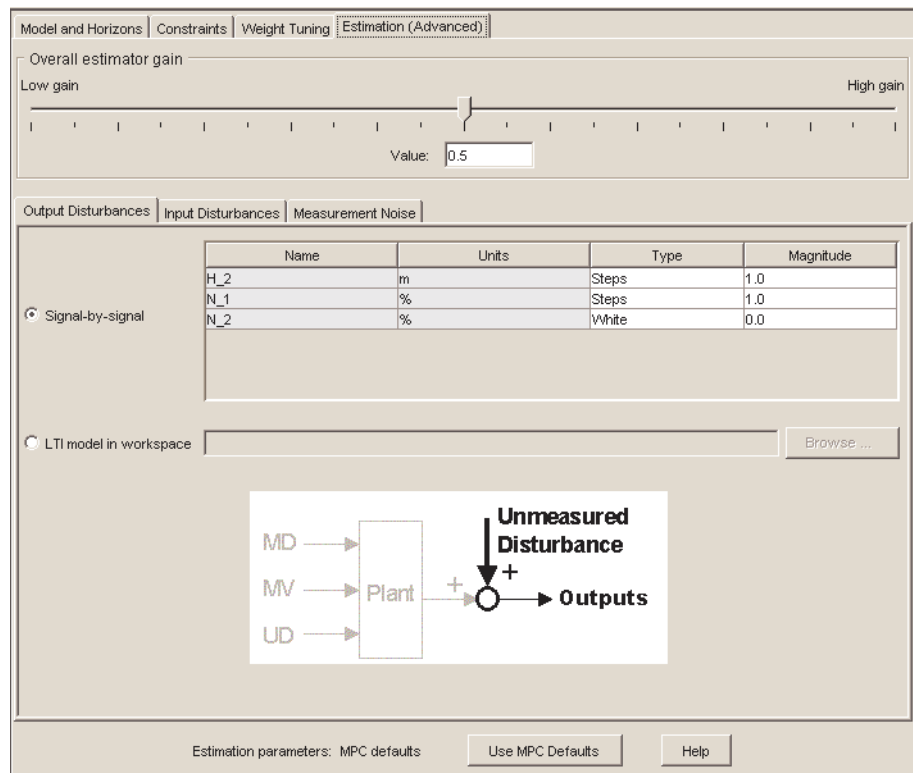 Model and Horizons Constraints Weight Tuning Estimation (Advanced)
Overall estimator gain
Low gain High gain
Value: 0.5
Output Disturbances Input Disturbances Measurement Noise
Name Units Type Magnitude
H_2 m Steps 1.0
N_1 % Steps 1.0
N_2 % White 0.0
Signal-by-signal
LTI model in workspace Browse ...
Unmeasured
Disturbance
MD
+
MV Plant + Outputs
UD
Estimation parameters: MPC defaults Use MPC Defaults Help